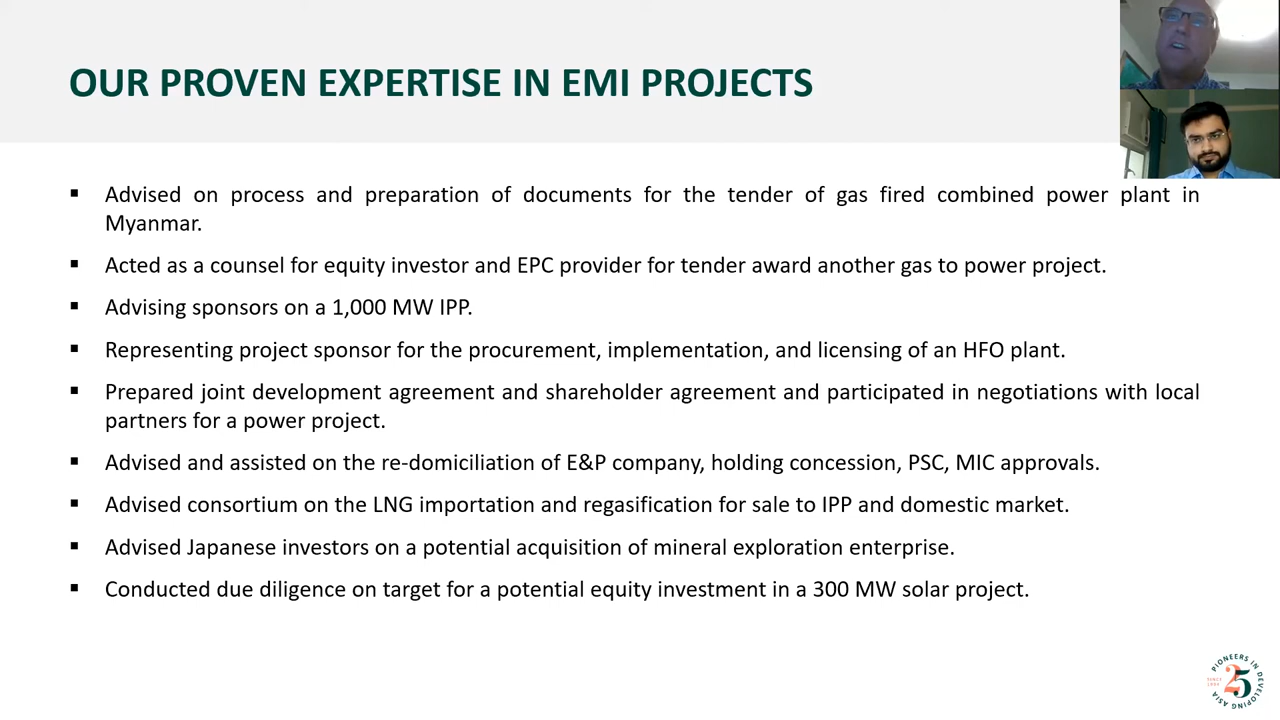 OUR PROVEN EXPERTISE IN EMI PROJECTS
▪ Advised on process and preparation of documents for the tender of gas fired combined power plant in
Myanmar.
▪ Acted as a counsel for equity investor and EPC provider for tender award another gas to power project.
▪ Advising sponsors on a 1,000 MW IPP.
▪ Representing project sponsor for the procurement, implementation, and licensing of an HFO plant.
▪ Prepared joint development agreement and shareholder agreement and participated in negotiations with local
partners for a power project.
▪ Advised and assisted on the re-domiciliation of E&P company, holding concession, PSC, MIC approvals.
▪ Advised consortium on the LNG importation and regasification for sale to IPP and domestic market.
▪ Advised Japanese investors on a potential acquisition of mineral exploration enterprise.
▪ Conducted due diligence on target for a potential equity investment in a 300 MW solar project.
PIONEERS IN DEVELOPING ASIA
SINCE
25